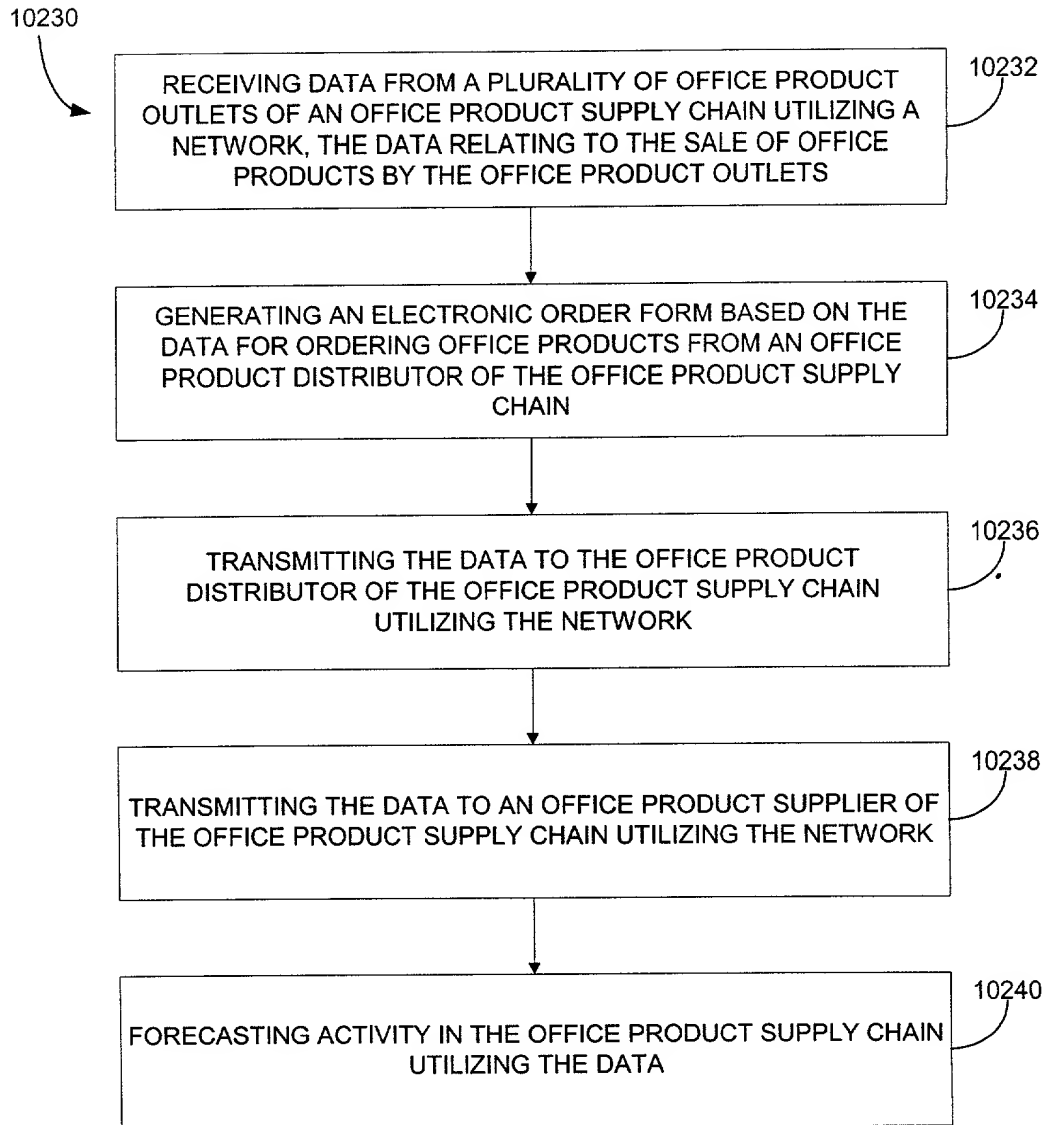 10230
RECEIVING DATA FROM A PLURALITY OF OFFICE PRODUCT
OUTLETS OF AN OFFICE PRODUCT SUPPLY CHAIN UTILIZING A
NETWORK, THE DATA RELATING TO THE SALE OF OFFICE
PRODUCTS BY THE OFFICE PRODUCT OUTLETS
10232
GENERATING AN ELECTRONIC ORDER FORM BASED ON THE
DATA FOR ORDERING OFFICE PRODUCTS FROM AN OFFICE
PRODUCT DISTRIBUTOR OF THE OFFICE PRODUCT SUPPLY
CHAIN
10234
TRANSMITTING THE DATA TO THE OFFICE PRODUCT
DISTRIBUTOR OF THE OFFICE PRODUCT SUPPLY CHAIN
UTILIZING THE NETWORK
10236
TRANSMITTING THE DATA TO AN OFFICE PRODUCT SUPPLIER OF
THE OFFICE PRODUCT SUPPLY CHAIN UTILIZING THE NETWORK
10238
FORECASTING ACTIVITY IN THE OFFICE PRODUCT SUPPLY CHAIN
UTILIZING THE DATA
10240